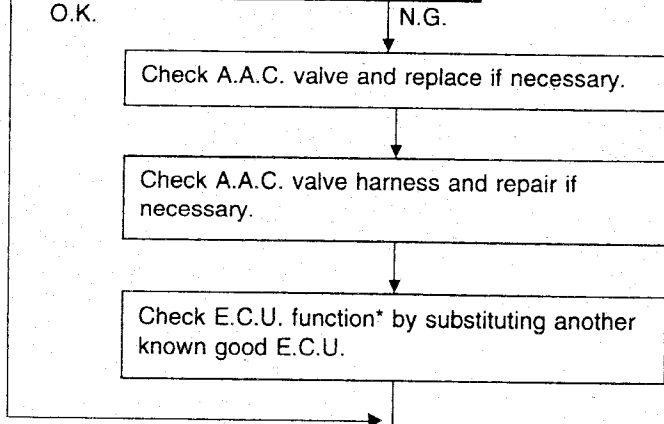 O.K.
N.G.
Check A.A.C. valve and replace if necessary.
Check A.A.C. valve harness and repair if
necessary.
Check E.C.U. function* by substituting another
known good E.C.U.